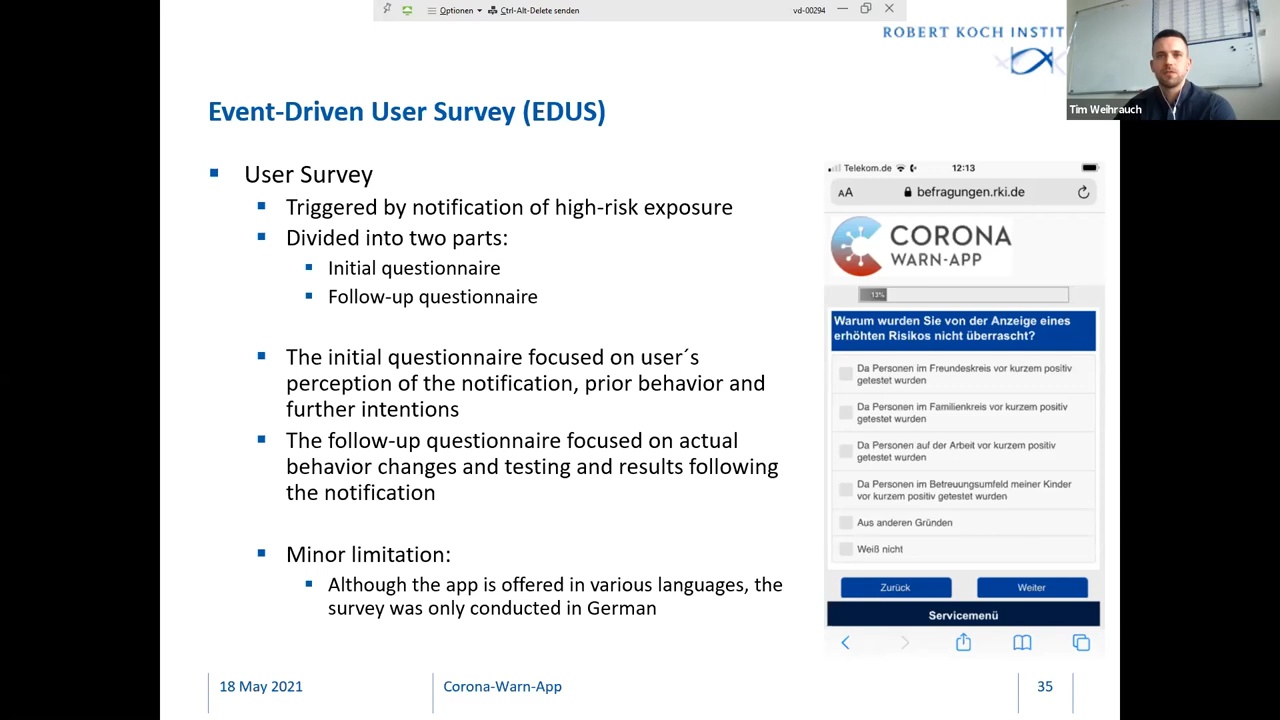 Optionen
Ctrl-Alt-Delete senden
vd-00294
ROBERT KOCH INSTIT
Tim Weihrauch
Event-Driven User Survey (EDUS)
User Survey
Triggered by notification of high-risk exposure
Divided into two parts:
Initial questionnaire
Follow-up questionnaire
The initial questionnaire focused on user´s
perception of the notification, prior behavior and
further intentions
The follow-up questionnaire focused on actual
behavior changes and testing and results following
the notification
Minor limitation:
Although the app is offered in various languages, the
survey was only conducted in German
Telekom.de
12:13
AA
befragungen.rki.de
CORONA
WARN-APP
13%
Warum wurden Sie von der Anzeige eines
erhöhten Risikos nicht überrascht?
Da Personen im Freundeskreis vor kurzem positiv
getestet wurden
Da Personen im Familienkreis vor kurzem positiv
getestet wurden
Da Personen auf der Arbeit vor kurzem positiv
getestet wurden
Da Personen im Betreuungsumfeld meiner Kinder
vor kurzem positiv getestet wurden
Aus anderen Gründen
Weiß nicht
Zurück
Weiter
Servicemenü
18 May 2021
Corona-Warn-App
35